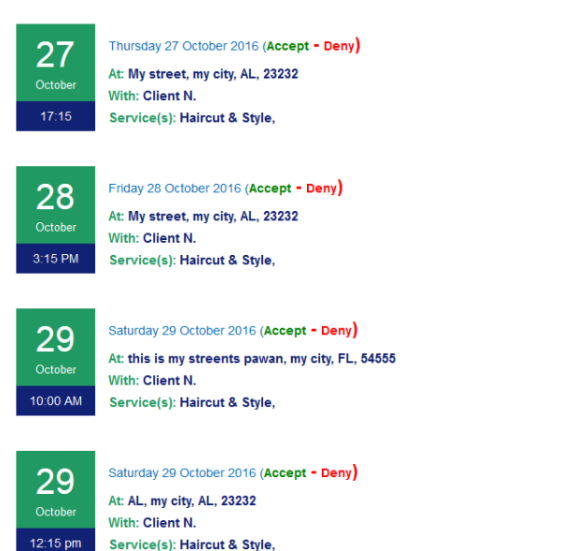 27
October
17:15
Thursday 27 October 2016 (Accept - Deny)
At: My street, my city, AL, 23232
With: Client N.
Service(s): Haircut & Style,
28
October
3:15 PM
Friday 28 October 2016 (Accept - Deny)
At: My street, my city, AL, 23232
With: Client N.
Service(s): Haircut & Style,
29
October
10:00 AM
Saturday 29 October 2016 (Accept - Deny)
At: this is my streents pawan, my city, FL, 54555
With: Client N.
Service(s): Haircut & Style,
29
October
12:15 pm
Saturday 29 October 2016 (Accept - Deny)
At: AL, my city, AL, 23232
With: Client N.
Service(s): Haircut & Style,